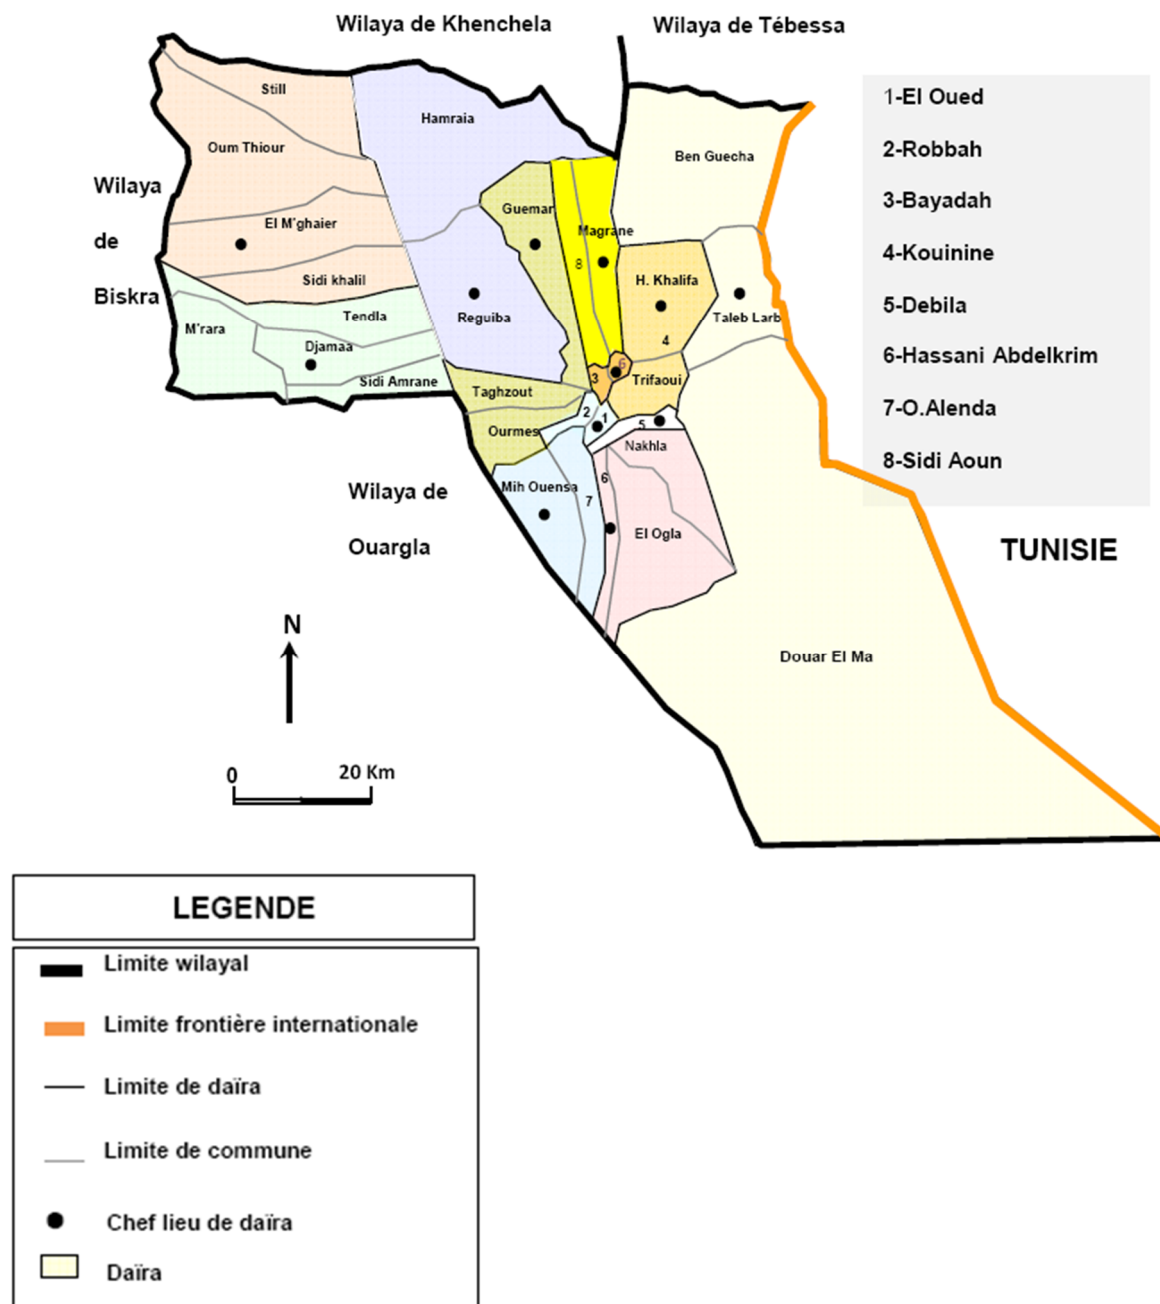 Wilaya de Khenchela
Wilaya de Tébessa
Still
Hamraia
Oum Thiour
Ben Guecha
Wilaya
de
Biskra
El M'ghaier
Guemar
Magrane
8
H. Khalifa
Sidi khalil
Tendla
M'rara
Djamaa
Reguiba
Taleb Larb
4
Sidi Amrane
Taghzout
3
6
Trifaoui
2
1
5
Ourmes
Nakhla
Mih Ouensa
7
6
El Ogla
Wilaya de
Ouargla
Douar El Ma
TUNISIE
1-El Oued
2-Robbah
3-Bayadah
4-Kouinine
5-Debila
6-Hassani Abdelkrim
7-O.Alenda
8-Sidi Aoun
N
0 20 Km
LEGENDE
Limite wilayal
Limite frontière internationale
Limite de daïra
Limite de commune
Chef lieu de daïra
Daïra